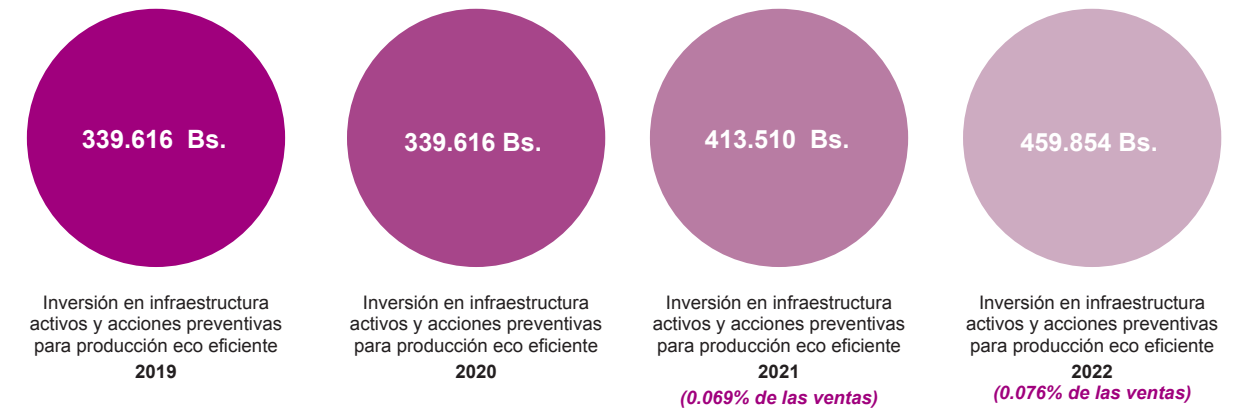 339.616  Bs.
339.616 Bs.
413.510  Bs.
459.854 Bs.
Inversión en infraestructura
activos y acciones preventivas
para producción eco eficiente
2019
Inversión en infraestructura
activos y acciones preventivas
para producción eco eficiente
2020
Inversión en infraestructura
activos y acciones preventivas
para producción eco eficiente
2021
(0.069% de las ventas)
Inversión en infraestructura
activos y acciones preventivas
para producción eco eficiente
2022
(0.076% de las ventas)